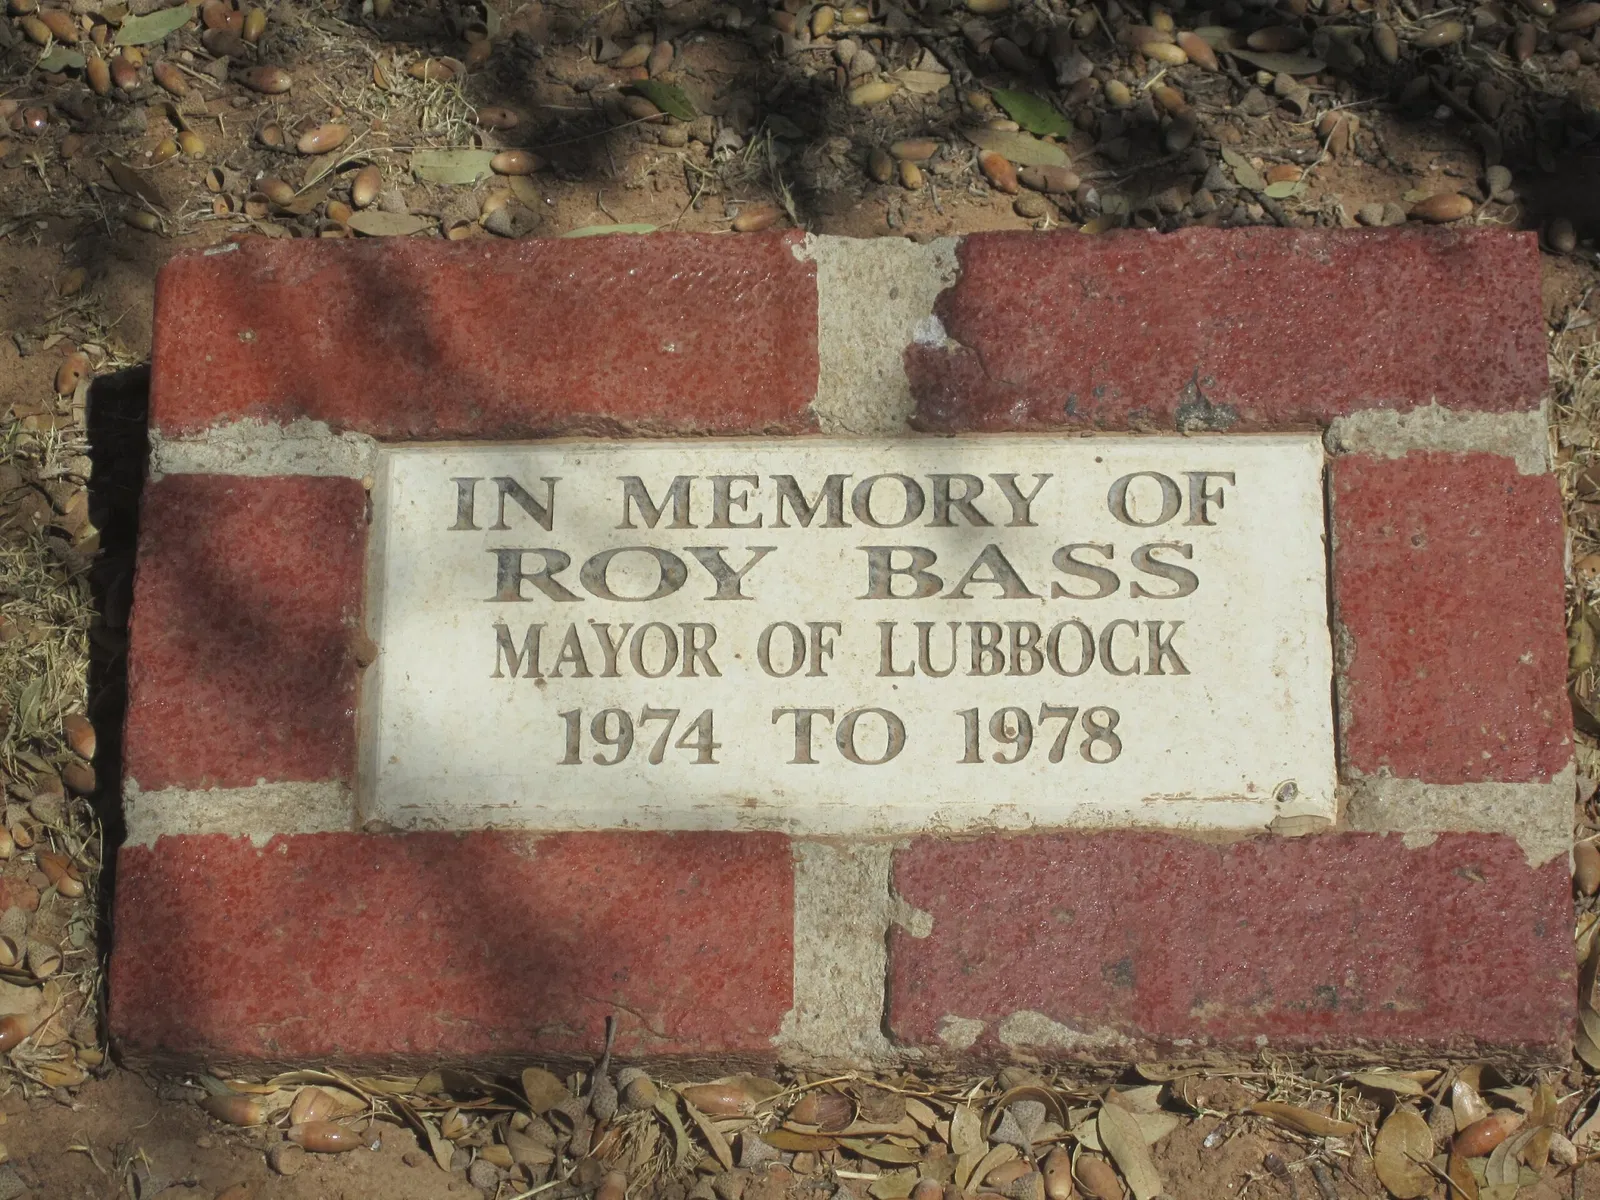 IN MEMORY OF
ROY BASS
MAYOR OF LUBBOCK
1974 TO 1978